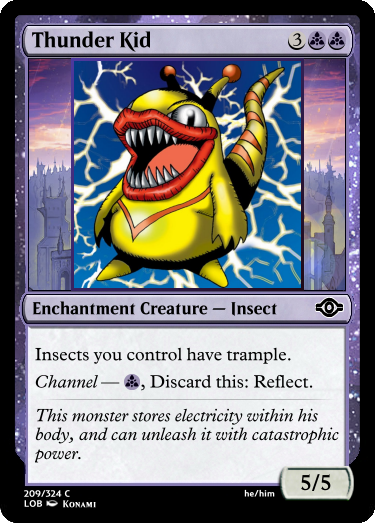 Thunder Kid 3
Enchantment Creature — Insect
Insects you control have trample.
Channel — , Discard this: Reflect.
This monster stores electricity within his
body, and can unleash it with catastrophic
power.
5/5
209/324 C he/him
LOB Konami